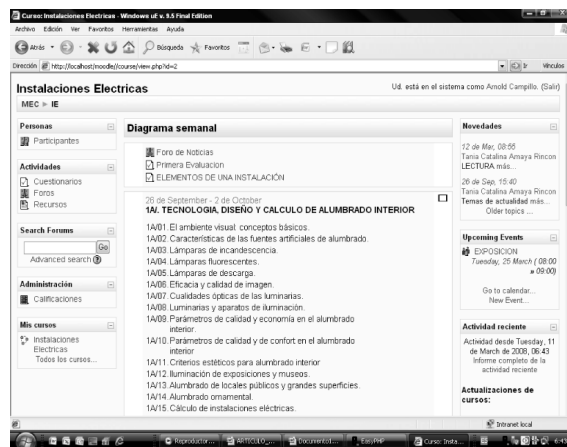 Curso: Instalaciones Electricas - Windows uE v. 9.5 Final Edition
Archivo Edición Ver Favoritos Herramientas Ayuda
Atrás Búsqueda Favoritos
Dirección http://localhost/moodle//course/view.php?id=2 Ir Vínculos
Instalaciones Electricas
Ud. está en el sistema como Arnold Campillo. (Salir)
MEC ► IE
Personas
Participantes
Actividades
Cuestionarios
Foros
Recursos
Search Forums
Go
Advanced search
Administración
Calificaciones
Mis cursos
Instalaciones
Electricas
Todos los cursos...
Diagrama semanal
Foro de Noticias
Primera Evaluacion
ELEMENTOS DE UNA INSTALACIÓN
26 de September - 2 de October
1A/. TECNOLOGIA, DISEÑO Y CALCULO DE ALUMBRADO INTERIOR
1A/01. El ambiente visual: conceptos básicos.
1A/02. Características de las fuentes artificiales de alumbrado.
1A/03. Lámparas de incandescencia.
1A/04. Lámparas fluorescentes.
1A/05. Lámparas de descarga.
1A/06. Eficacia y calidad de imagen.
1A/07. Cualidades ópticas de las luminarias.
1A/08. Luminarias y aparatos de iluminación.
1A/09. Parámetros de calidad y economía en el alumbrado
interior.
1A/10. Parámetros de calidad y de confort en el alumbrado
interior
1A/11. Criterios estéticos para alumbrado interior
1A/12. Iluminación de exposiciones y museos.
1A/13. Alumbrado de locales públicos y grandes superficies.
1A/14. Alumbrado ornamental.
1A/15. Cálculo de instalaciones eléctricas.
Novedades
12 de Mar, 08:55
Tania Catalina Amaya Rincon
LECTURA más...
26 de Sep, 15:40
Tania Catalina Amaya Rincon
Temas de actualidad más...
Older topics ...
Upcoming Events
EXPOSICION
Tuesday, 25 March (08:00
» 09:00)
Go to calendar...
New Event...
Actividad reciente
Actividad desde Tuesday, 11
de March de 2008, 06:43
Informe completo de la
actividad reciente
Actualizaciones de
cursos:
Intranet local
Reproductor... ARTICULO_... Documento1... EasyPHP Curso: Insta... 6:43